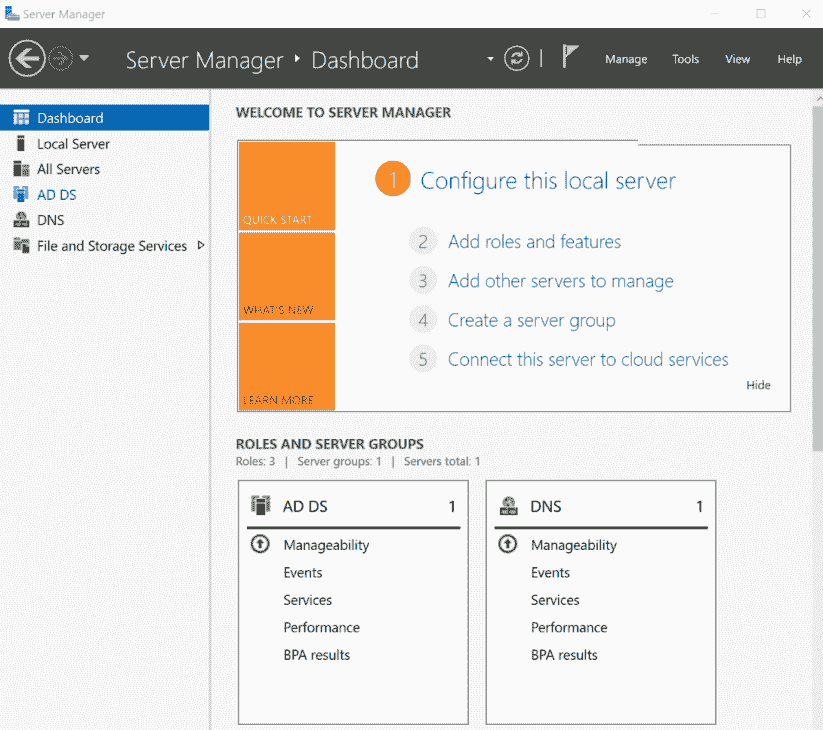 Server Manager
Server Manager ‣ Dashboard
Manage Tools View Help
Dashboard
Local Server
All Servers
AD DS
DNS
File and Storage Services
WELCOME TO SERVER MANAGER
QUICK START
WHAT'S NEW
LEARN MORE
1 Configure this local server
2 Add roles and features
3 Add other servers to manage
4 Create a server group
5 Connect this server to cloud services
Hide
ROLES AND SERVER GROUPS
Roles: 3 | Server groups: 1 | Servers total: 1
AD DS 1
Manageability
Events
Services
Performance
BPA results
DNS 1
Manageability
Events
Services
Performance
BPA results